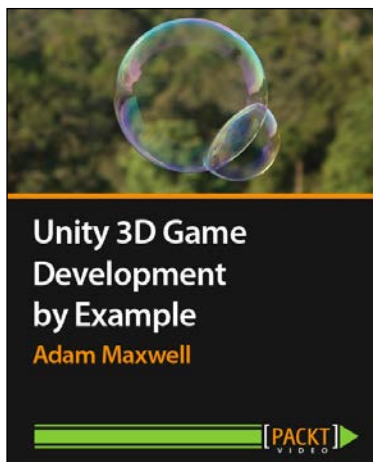 Unity 3D Game
Development
by Example
Adam Maxwell
[PACKT]
VIDEO